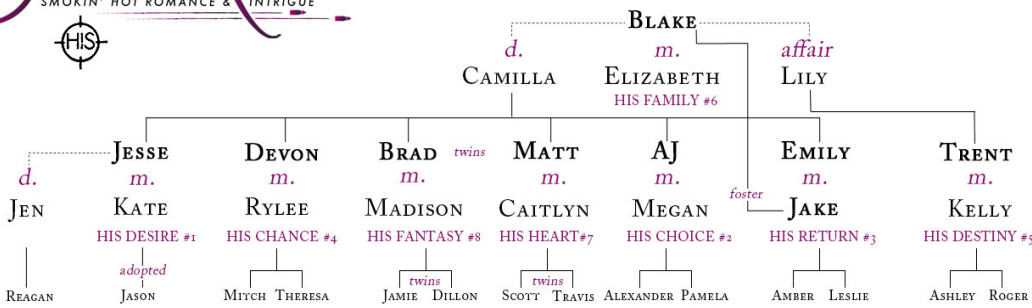 SMOKIN' HOT ROMANCE & INTRIGUE
HIS
BLAKE
d. m. affair
CAMILLA ELIZABETH LILY
HIS FAMILY #6
JESSE DEVON BRAD twins MATT AJ EMILY TRENT
d. m. m. m. m. m. m. m.
foster
JEN KATE RYLEE MADISON CAITLYN MEGAN JAKE KELLY
HIS DESIRE #1 HIS CHANCE #4 HIS FANTASY #8 HIS HEART#7 HIS CHOICE #2 HIS RETURN #3 HIS DESTINY #5
adopted twins twins
REAGAN JASON MITCH THERESA JAMIE DILLON SCOTT TRAVIS ALEXANDER PAMELA AMBER LESLIE ASHLEY ROGER